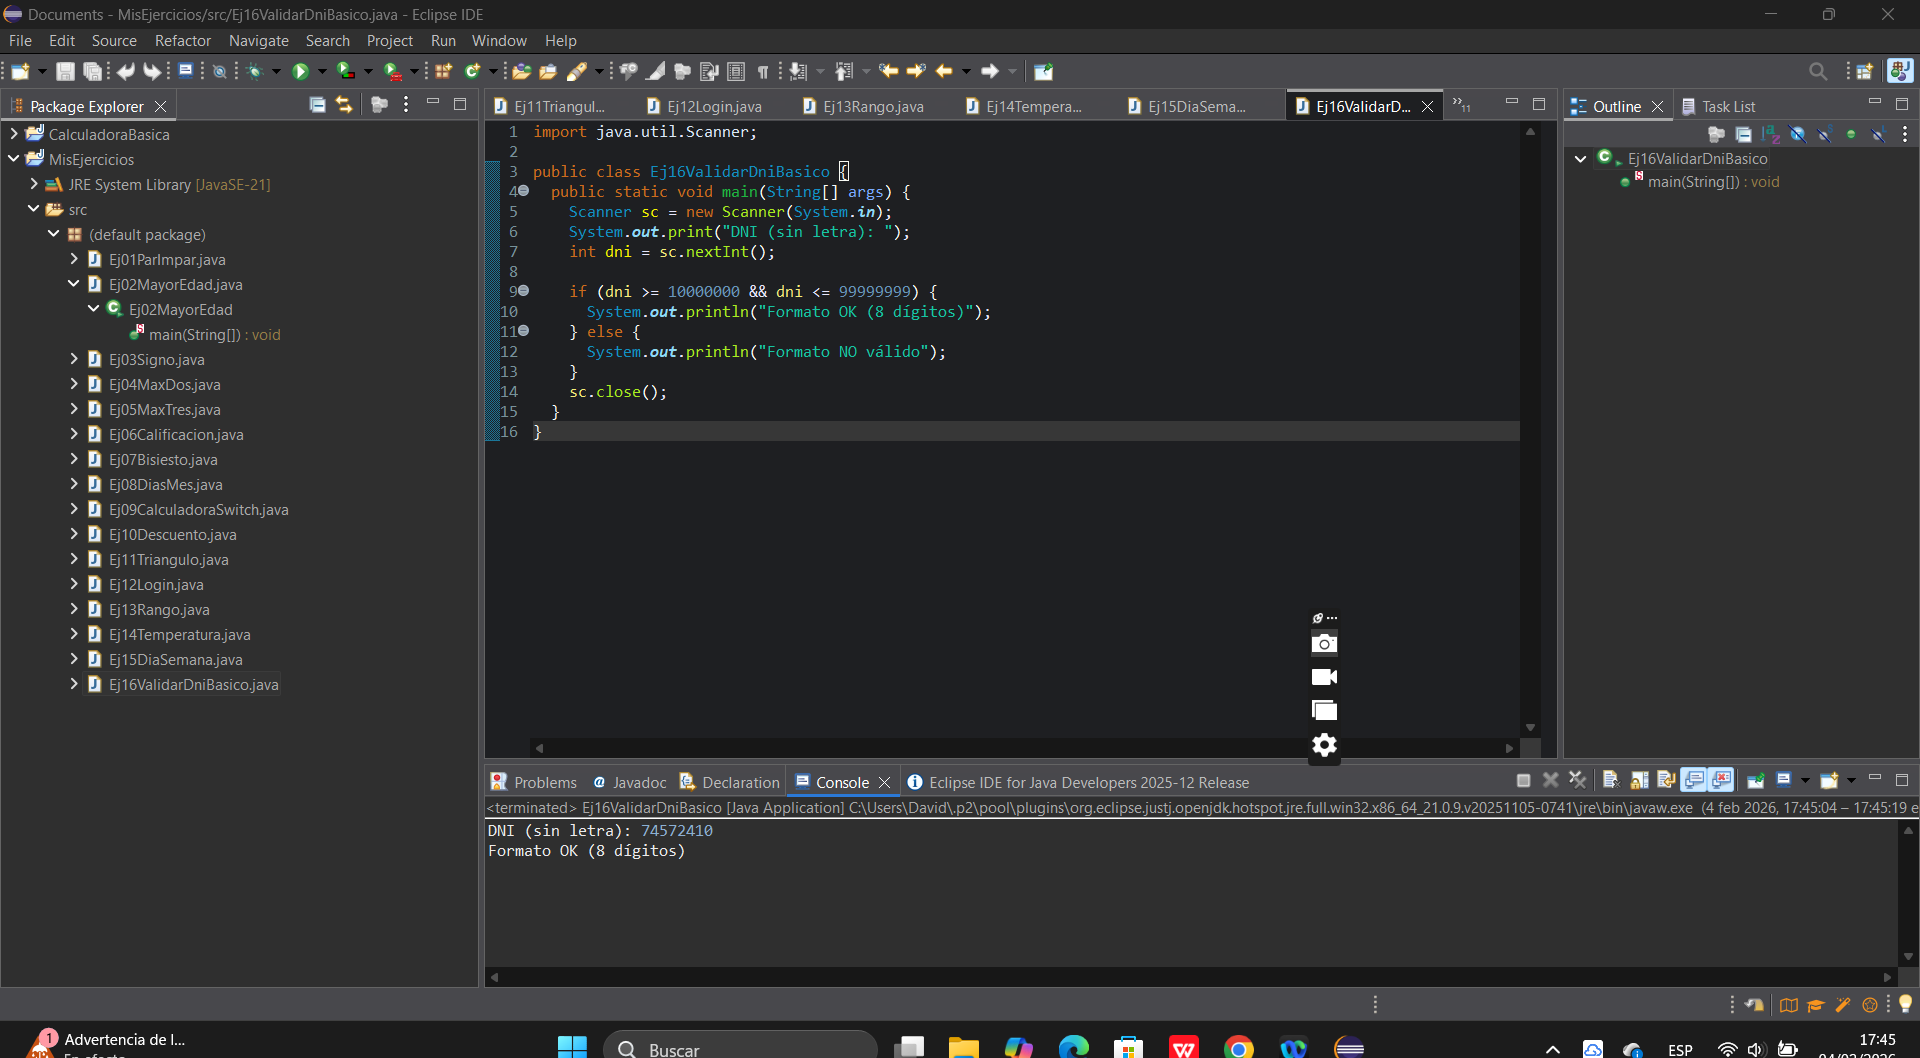 Documents - MisEjercicios/src/Ej16ValidarDniBasico.java - Eclipse IDE
File Edit Source Refactor Navigate Search Project Run Window Help
Package Explorer
CalculadoraBasica
MisEjercicios
JRE System Library [JavaSE-21]
src
(default package)
Ej01ParImpar.java
Ej02MayorEdad.java
Ej02MayorEdad
main(String[]) : void
Ej03Signo.java
Ej04MaxDos.java
Ej05MaxTres.java
Ej06Calificacion.java
Ej07Bisiesto.java
Ej08DiasMes.java
Ej09CalculadoraSwitch.java
Ej10Descuento.java
Ej11Triangulo.java
Ej12Login.java
Ej13Rango.java
Ej14Temperatura.java
Ej15DiaSemana.java
Ej16ValidarDniBasico.java
Ej11Triangul... Ej12Login.java Ej13Rango.java Ej14Tempera... Ej15DiaSema... Ej16ValidarD... »11
1 import java.util.Scanner;
2
3 public class Ej16ValidarDniBasico {
4 public static void main(String[] args) {
5 Scanner sc = new Scanner(System.in);
6 System.out.print("DNI (sin letra): ");
7 int dni = sc.nextInt();
8
9 if (dni >= 10000000 && dni <= 99999999) {
10 System.out.println("Formato OK (8 dígitos)");
11 } else {
12 System.out.println("Formato NO válido");
13 }
14 sc.close();
15 }
16 }
Outline Task List
Ej16ValidarDniBasico
main(String[]) : void
Problems Javadoc Declaration Console Eclipse IDE for Java Developers 2025-12 Release
<terminated> Ej16ValidarDniBasico [Java Application] C:\Users\David\.p2\pool\plugins\org.eclipse.justj.openjdk.hotspot.jre.full.win32.x86_64_21.0.9.v20251105-0741\jre\bin\javaw.exe (4 feb 2026, 17:45:04 – 17:45:19 e
DNI (sin letra): 74572410
Formato OK (8 dígitos)
1
Advertencia de l...
Buscar
ESP
17:45